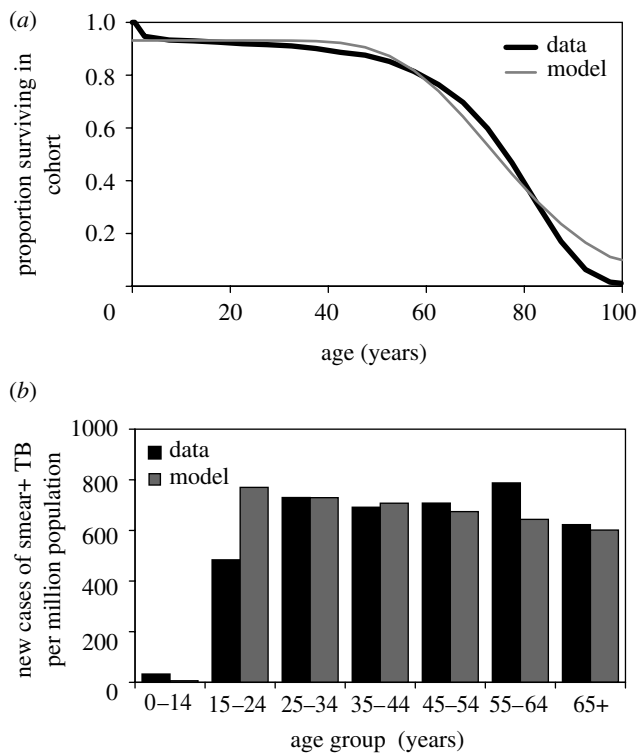 (a)
1.0
0.8
0.6
0.4
0.2
0
proportion surviving in
cohort
data
model
0 20 40 60 80 100
age (years)
(b)
1000
800
600
400
200
0
new cases of smear+ TB
per million population
data
model
0–14 15–24 25–34 35–44 45–54 55–64 65+
age group (years)